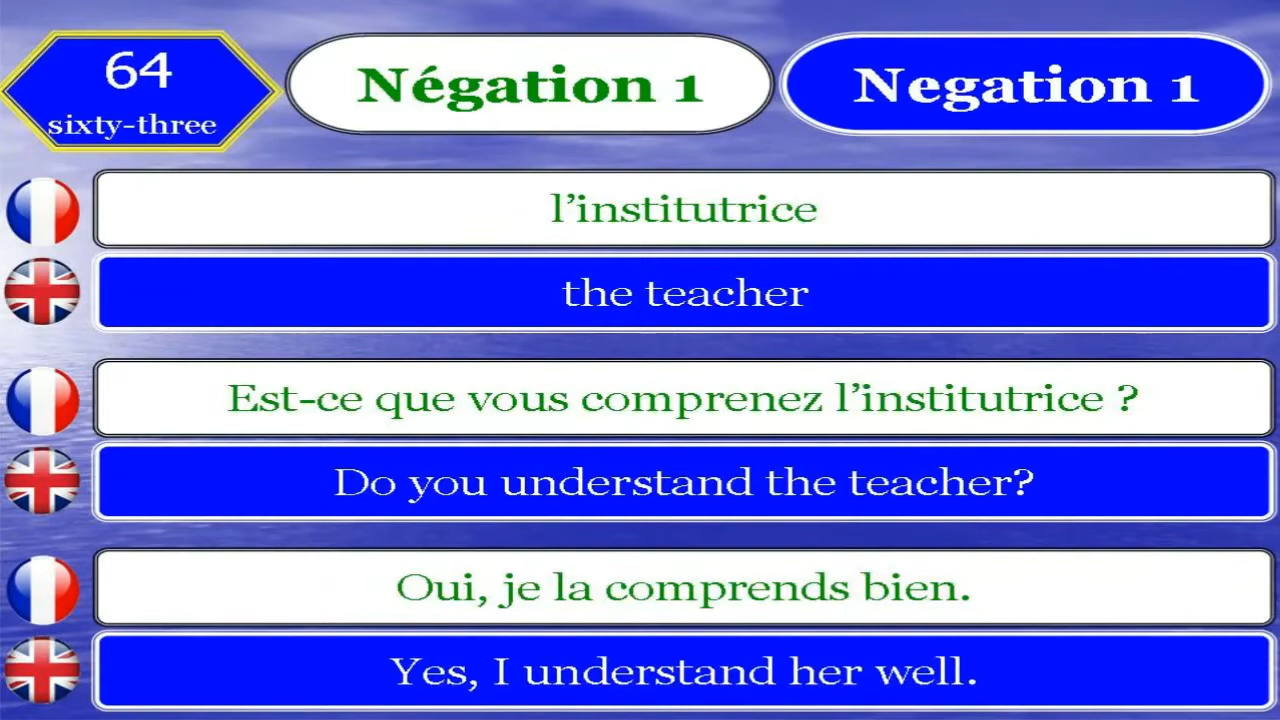 64
sixty-three
Négation 1
Negation 1
l’institutrice
the teacher
Est-ce que vous comprenez l’institutrice ?
Do you understand the teacher?
Oui, je la comprends bien.
Yes, I understand her well.